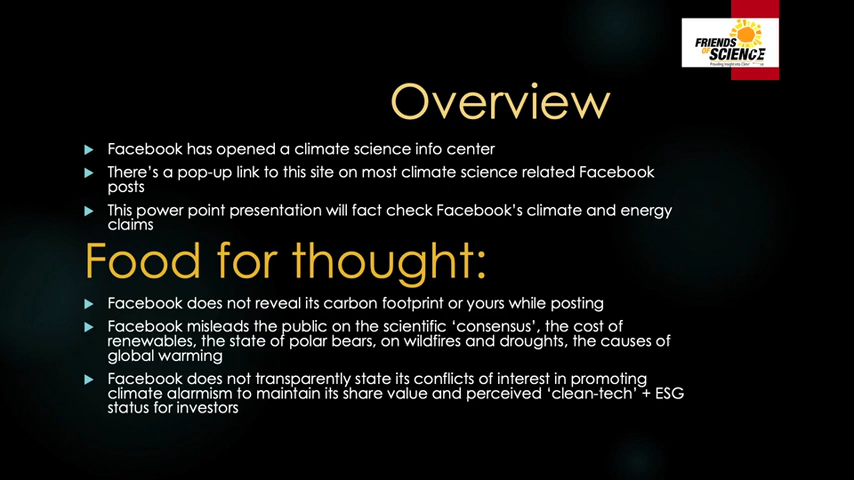 FRIENDS
OF SCIENCE
Overview
Facebook has opened a climate science info center
There's a pop-up link to this site on most climate science related Facebook
posts
This power point presentation will fact check Facebook's climate and energy
claims
Food for thought:
Facebook does not reveal its carbon footprint or yours while posting
Facebook misleads the public on the scientific 'consensus', the cost of
renewables, the state of polar bears, on wildfires and droughts, the causes of
global warming
Facebook does not transparently state its conflicts of interest in promoting
climate alarmism to maintain its share value and perceived 'clean-tech' + ESG
status for investors